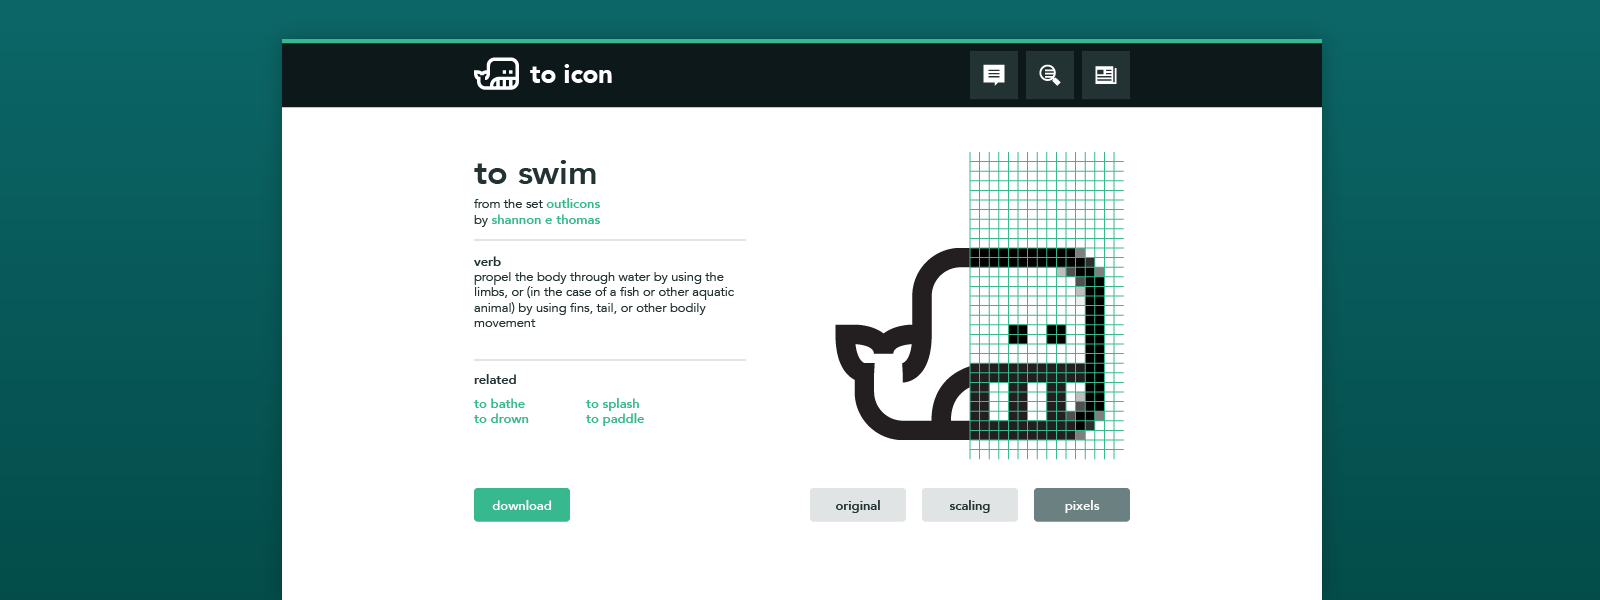 to icon
to swim
from the set outlicons
by shannon e thomas
verb
propel the body through water by using the
limbs, or (in the case of a fish or other aquatic
animal) by using fins, tail, or other bodily
movement
related
to bathe
to splash
to drown
to paddle
download
original
scaling
pixels